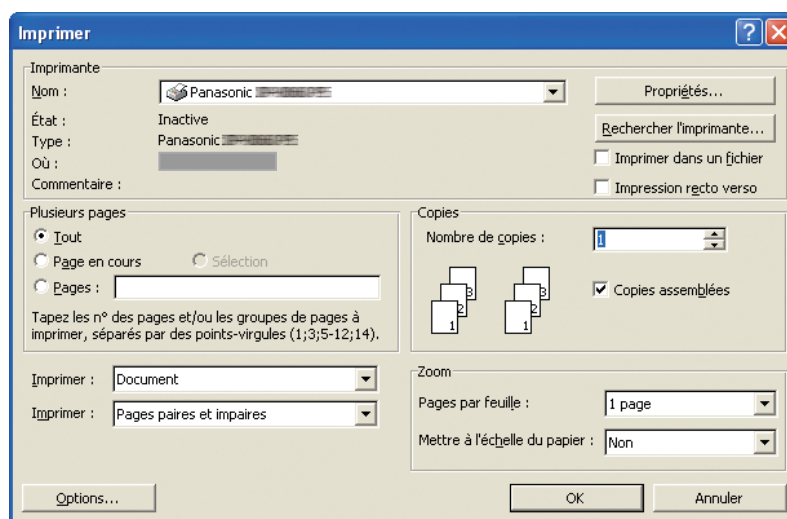 Imprimer
Imprimante
Nom :
Panasonic
Propriétés...
État :
Inactive
Rechercher l'imprimante...
Type :
Panasonic
Où :
Imprimer dans un fichier
Commentaire :
Impression recto verso
Plusieurs pages
Tout
Page en cours
Sélection
Pages :
Tapez les n° des pages et/ou les groupes de pages à
imprimer, séparés par des points-virgules (1;3;5-12;14).
Copies
Nombre de copies :
1
3
2
1
3
2
1
Copies assemblées
Imprimer :
Document
Imprimer :
Pages paires et impaires
Zoom
Pages par feuille :
1 page
Mettre à l'échelle du papier :
Non
Options...
OK
Annuler